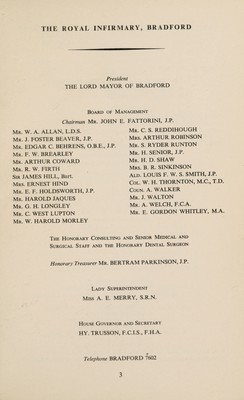 THE ROYAL INFIRMARY, BRADFORD
President
THE LORD MAYOR OF BRADFORD
BOARD OF MANAGEMENT
Chairman MR. JOHN E. FATTORINI, J.P.
MR. W. A. ALLAN, L.D.S.
MR. J. FOSTER BEAVER, J.P.
MR. EDGAR C. BEHRENS, O.B.E., J.P.
MR. F. W. BREARLEY
MR. ARTHUR COWARD
MR. R. W. FIRTH
SIR JAMES HILL, Bart.
MRS. ERNEST HIND
MR. E. F. HOLDSWORTH, J.P.
MR. HAROLD JAQUES
MR. G. H. LONGLEY
MR. C. WEST LUPTON
MR. W. HAROLD MORLEY
MR. C. S. REDDIHOUGH
MRS. ARTHUR ROBINSON
MR. S. RYDER RUNTON
MR. H. SENIOR, J.P.
MR. H. D. SHAW
MRS. B. R. SINKINSON
ALD. LOUIS F. W. S. SMITH, J.P.
COL. W. H. THORNTON, M.C., T.D.
COUN. A. WALKER
MR. J. WALTON
MR. A. WELCH, F.C.A.
MR. E. GORDON WHITLEY, M.A.
THE HONORARY CONSULTING AND SENIOR MEDICAL AND
SURGICAL STAFF AND THE HONORARY DENTAL SURGEON
Honorary Treasurer MR. BERTRAM PARKINSON, J.P.
LADY SUPERINTENDENT
MISS A. E. MERRY, S.R.N.
HOUSE GOVERNOR AND SECRETARY
HY. TRUSSON, F.C.I.S., F.H.A.
Telephone BRADFORD 7602
3